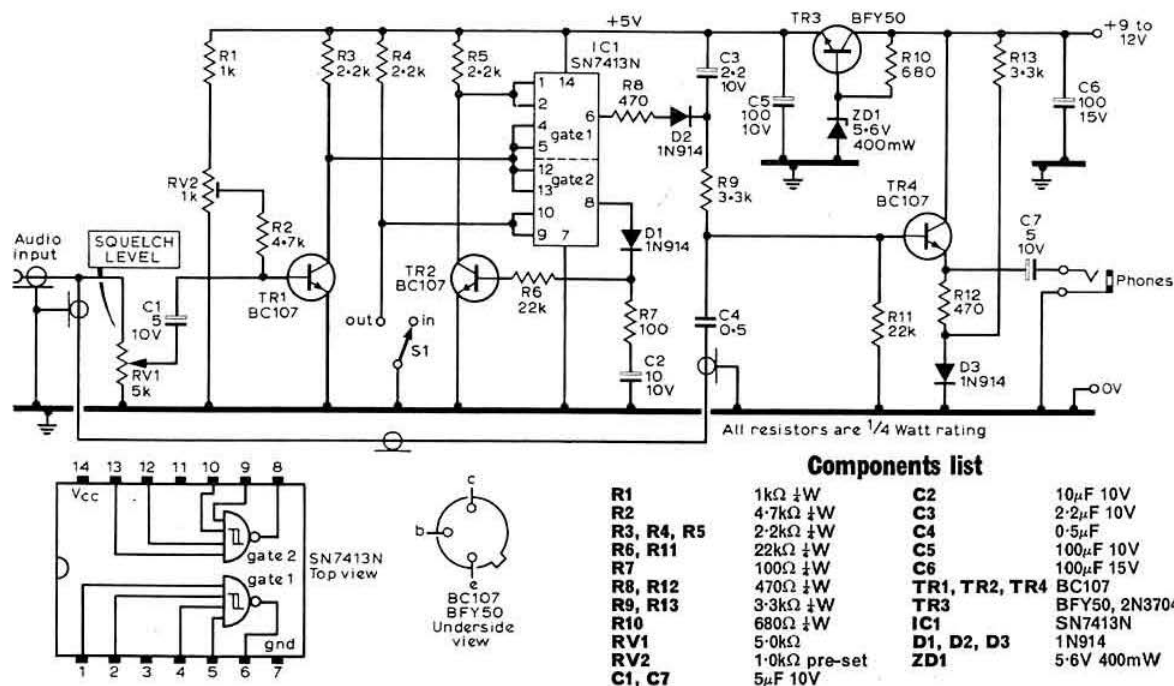 +5V
TR3
BFY50
+9 to
12V
R1
1k
R3
2·2k
R4
2·2k
R5
2·2k
IC1
SN7413N
C3
2·2
10V
R10
680
R13
3·3k
14
1
2
4
5
12
13
10
9
6
8
7
gate1
gate2
R8
470
D2
1N914
C5
100
10V
ZD1
5·6V
400mW
C6
100
15V
RV2
1k
R2
4·7k
R9
3·3k
TR4
BC107
C7
5
10V
Audio
input
SQUELCH
LEVEL
D1
1N914
TR2
BC107
R6
22k
TR1
BC107
C1
5
10V
out
in
S1
R7
100
C4
0·5
R11
22k
R12
470
Phones
RV1
5k
C2
10
10V
D3
1N914
0V
All resistors are 1/4 Watt rating
14 13 12 11 10 9 8
Vcc
gate 2
gate 1
gnd
1 2 3 4 5 6 7
SN7413N
Top view
c
b
e
BC107
BFY50
Underside
view
Components list
R1 1kΩ ¼W
R2 4·7kΩ ¼W
R3, R4, R5 2·2kΩ ¼W
R6, R11 22kΩ ¼W
R7 100Ω ¼W
R8, R12 470Ω ¼W
R9, R13 3·3kΩ ¼W
R10 680Ω ¼W
RV1 5·0kΩ
RV2 1·0kΩ pre-set
C1, C7 5μF 10V
C2 10μF 10V
C3 2·2μF 10V
C4 0·5μF
C5 100μF 10V
C6 100μF 15V
TR1, TR2, TR4 BC107
TR3 BFY50, 2N3704
IC1 SN7413N
D1, D2, D3 1N914
ZD1 5·6V 400mW